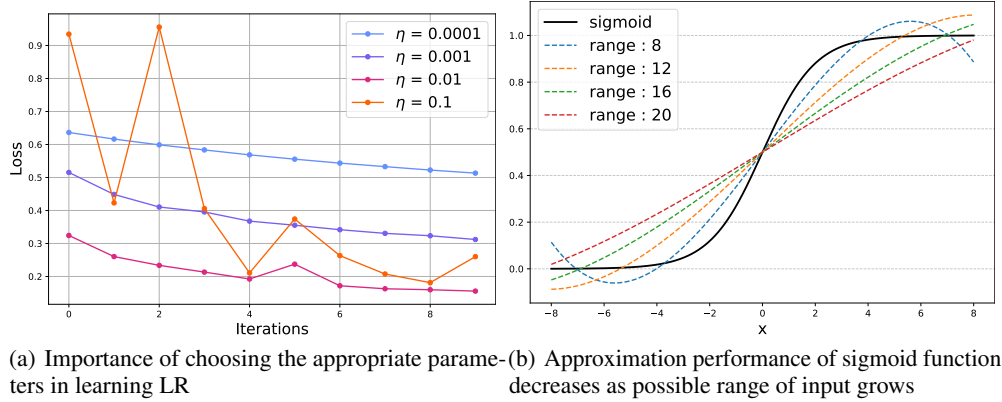 0.9
0.8
0.7
0.6
0.5
0.4
0.3
0.2
Loss
0 2 4 6 8
Iterations
η = 0.0001
η = 0.001
η = 0.01
η = 0.1
1.0
0.8
0.6
0.4
0.2
0.0
−8 −6 −4 −2 0 2 4 6 8
x
sigmoid
range : 8
range : 12
range : 16
range : 20
(a) Importance of choosing the appropriate parame-
ters in learning LR
(b) Approximation performance of sigmoid function
decreases as possible range of input grows